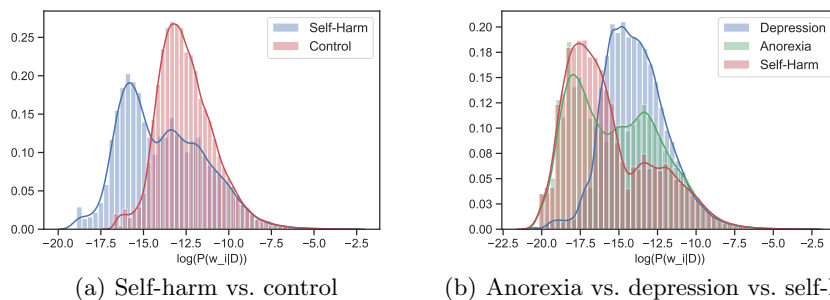 Self-Harm
Control
0.25
0.20
0.15
0.10
0.05
0.00
−20.0 −17.5 −15.0 −12.5 −10.0 −7.5 −5.0 −2.5
log(P(w_i|D))
(a) Self-harm vs. control
Depression
Anorexia
Self-Harm
0.20
0.17
0.15
0.12
0.10
0.08
0.05
0.03
0.00
−22.5 −20.0 −17.5 −15.0 −12.5 −10.0 −7.5 −5.0 −2.5
log(P(w_i|D))
(b) Anorexia vs. depression vs. self-